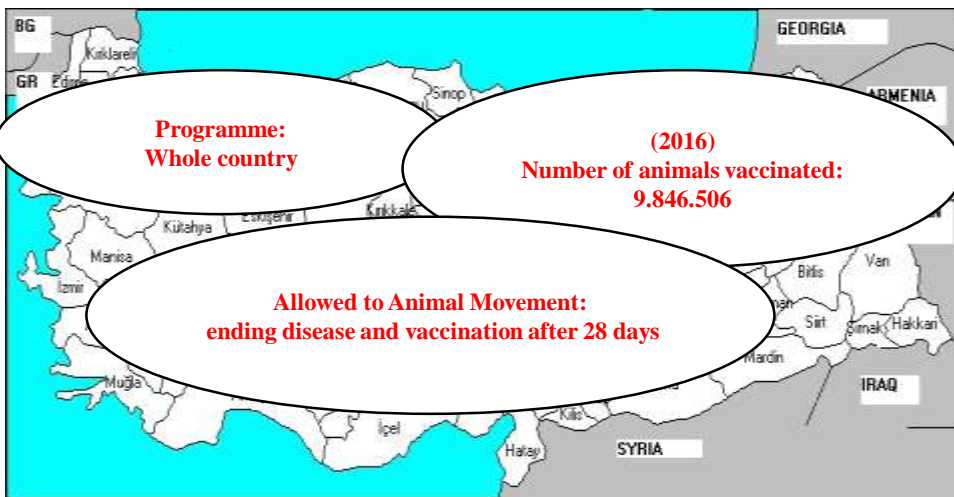 BG
GEORGIA
Kırklareli
GR
Sinop
ARMENIA
Programme:
Whole country
(2016)
Number of animals vaccinated:
9.846.506
Kütahya
Eskişehir
Kırıkkale
Manisa
İzmir
Bitlis
Van
Allowed to Animal Movement:
ending disease and vaccination after 28 days
Siirt
Şırnak
Hakkari
Mardin
Muğla
IRAQ
İçel
Kilis
Hatay
SYRIA